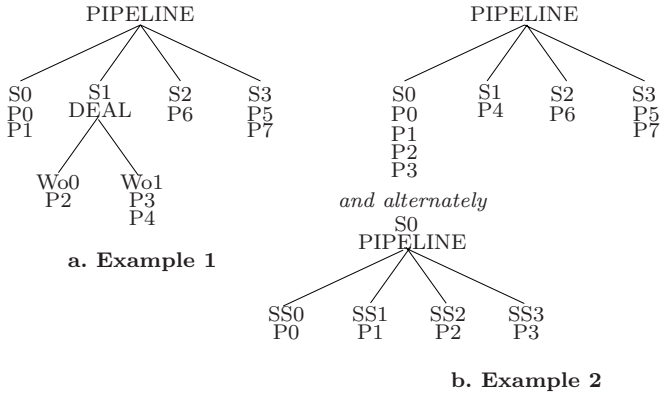 PIPELINE
S0 S1 S2 S3
P0 DEAL P6 P5
P1 P7
Wo0 Wo1
P2 P3
P4
a. Example 1
PIPELINE
S0 S1 S2 S3
P0 P4 P6 P5
P1 P7
P2
P3
and alternately
S0
PIPELINE
SS0 SS1 SS2 SS3
P0 P1 P2 P3
b. Example 2